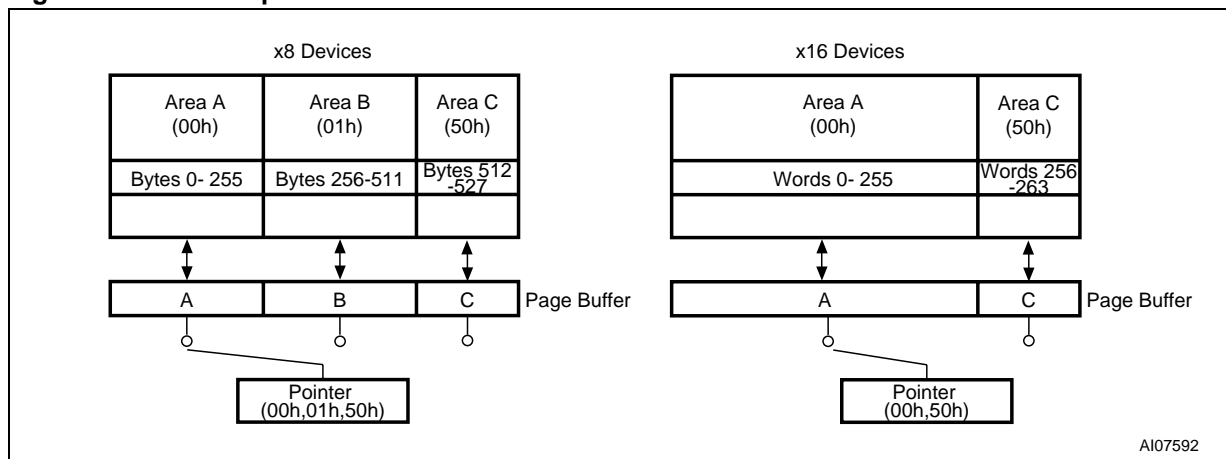 x8 Devices
Area A
(00h)
Area B
(01h)
Area C
(50h)
Bytes 0- 255
Bytes 256-511
Bytes 512
-527
A
B
C
Page Buffer
Pointer
(00h,01h,50h)
x16 Devices
Area A
(00h)
Area C
(50h)
Words 0- 255
Words 256
-263
A
C
Page Buffer
Pointer
(00h,50h)
AI07592